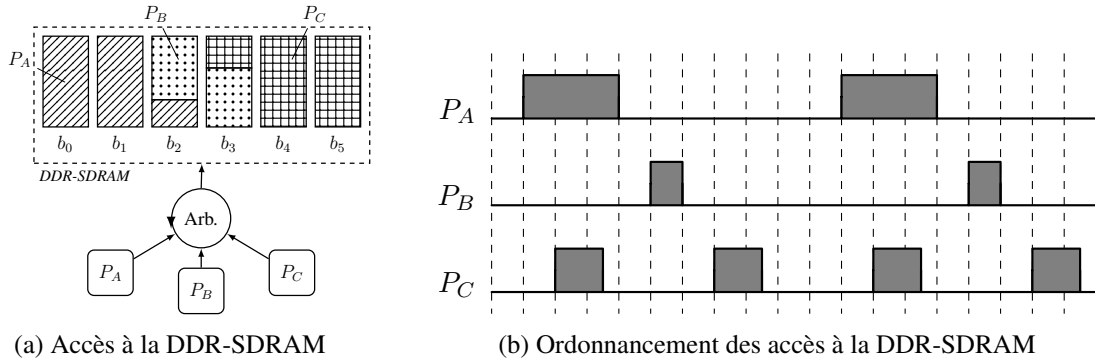 P_B
P_C
P_A
b_0 b_1 b_2 b_3 b_4 b_5
DDR-SDRAM
Arb.
P_A
P_B
P_C
(a) Accès à la DDR-SDRAM
P_A
P_B
P_C
(b) Ordonnancement des accès à la DDR-SDRAM